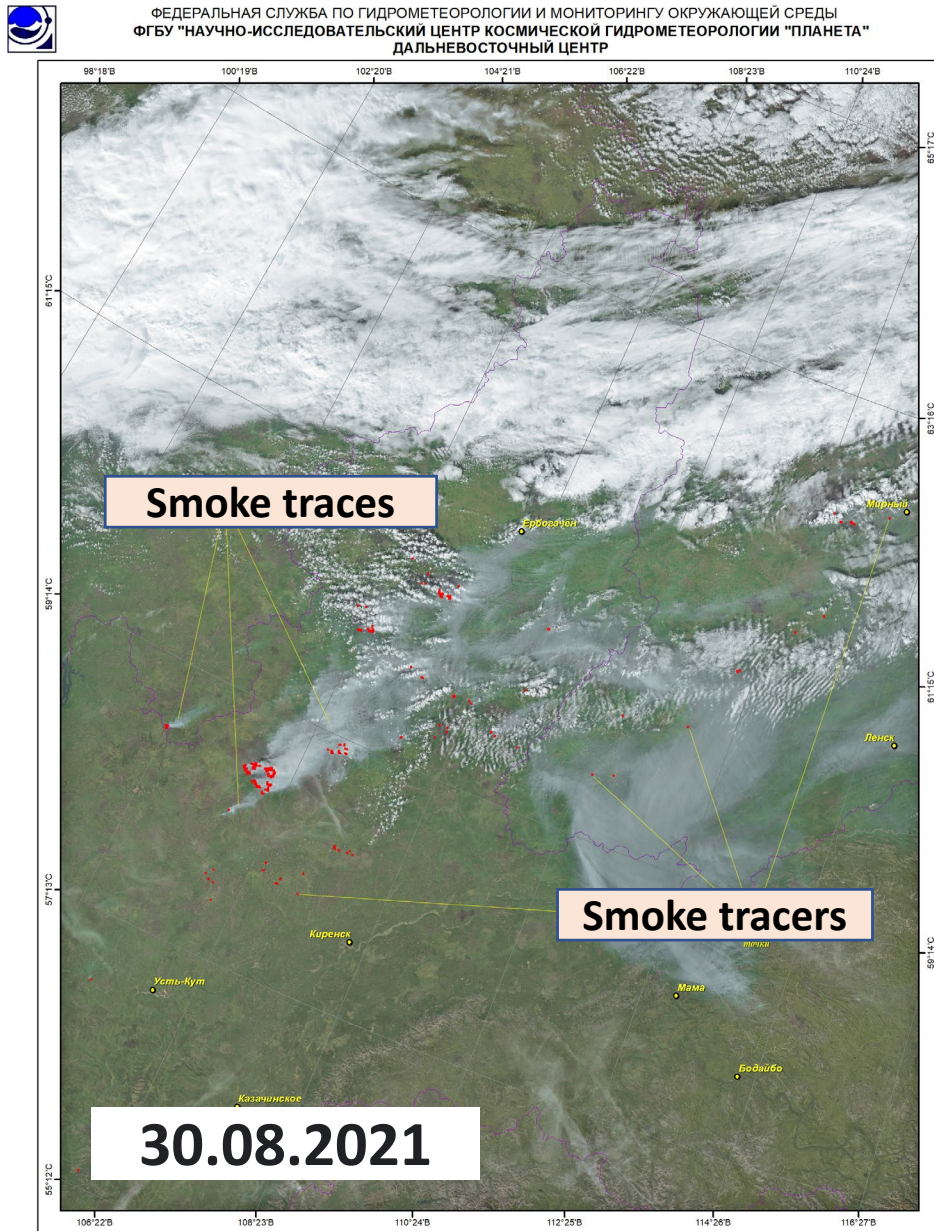 ФЕДЕРАЛЬНАЯ СЛУЖБА ПО ГИДРОМЕТЕОРОЛОГИИ И МОНИТОРИНГУ ОКРУЖАЮЩЕЙ СРЕДЫ
ФГБУ "НАУЧНО-ИССЛЕДОВАТЕЛЬСКИЙ ЦЕНТР КОСМИЧЕСКОЙ ГИДРОМЕТЕОРОЛОГИИ "ПЛАНЕТА"
ДАЛЬНЕВОСТОЧНЫЙ ЦЕНТР
98°18'В 100°19'В 102°20'В 104°21'В 106°22'В 108°23'В 110°24'В
65°17'С
61°15'С
63°16'С
Smoke traces
Мирный
Ербогачён
59°14'С
61°15'С
Ленск
57°13'С
Smoke tracers
Киренск
точки
59°14'С
Усть-Кут
Мама
Бодайбо
Казачинское
30.08.2021
55°12'С
106°22'В 108°23'В 110°24'В 112°25'В 114°26'В 116°27'В